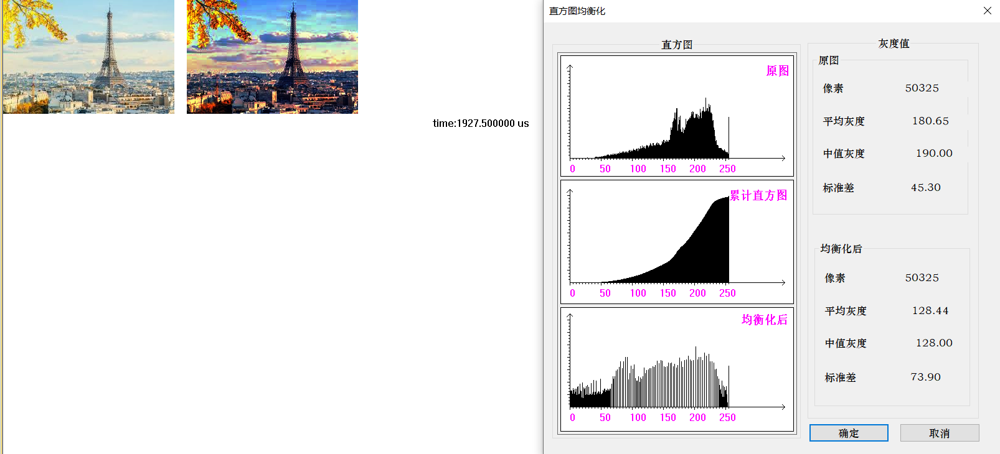 time:1927.500000 us
直方图均衡化
直方图
原图
0 50 100 150 200 250
累计直方图
0 50 100 150 200 250
均衡化后
0 50 100 150 200 250
灰度值
原图
像素 50325
平均灰度 180.65
中值灰度 190.00
标准差 45.30
均衡化后
像素 50325
平均灰度 128.44
中值灰度 128.00
标准差 73.90
确定 取消